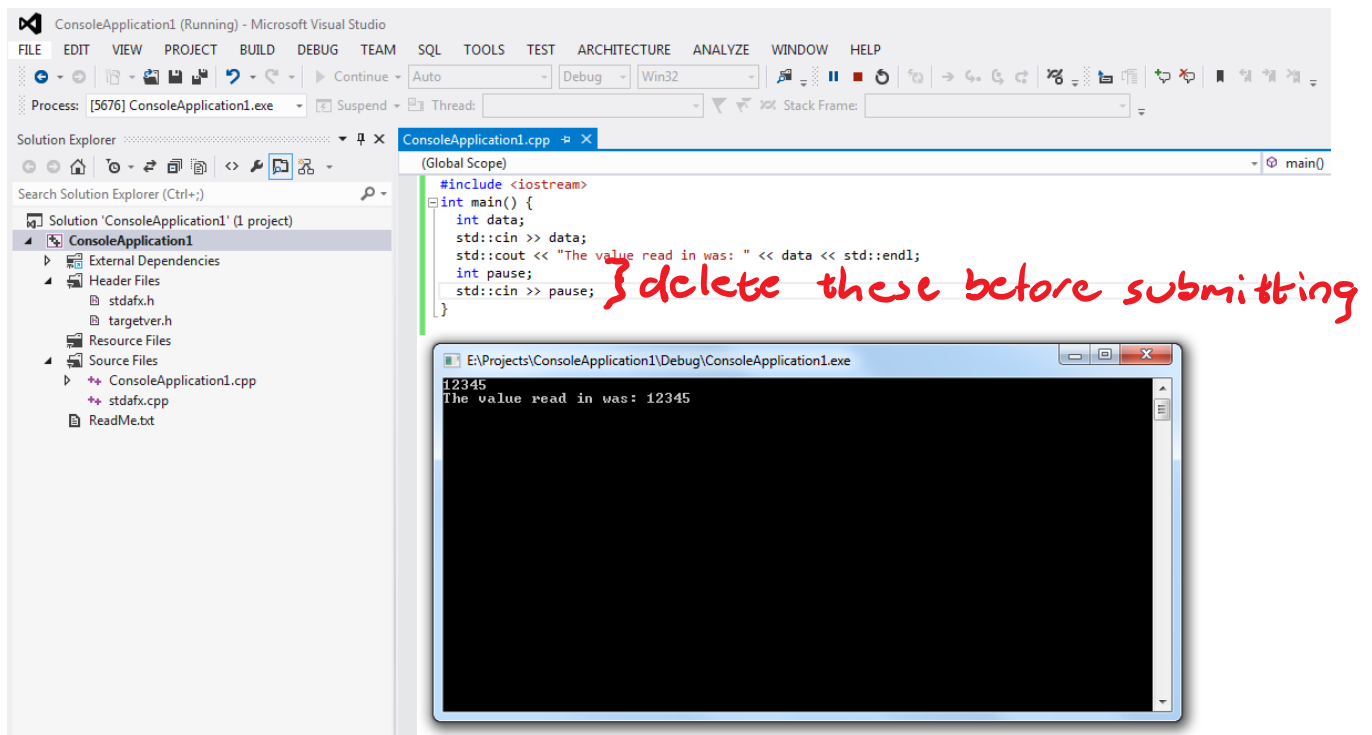 ConsoleApplication1 (Running) - Microsoft Visual Studio
FILE EDIT VIEW PROJECT BUILD DEBUG TEAM SQL TOOLS TEST ARCHITECTURE ANALYZE WINDOW HELP
Continue Auto Debug Win32
Process: [5676] ConsoleApplication1.exe Suspend Thread: Stack Frame:
Solution Explorer
Search Solution Explorer (Ctrl+;)
Solution 'ConsoleApplication1' (1 project)
ConsoleApplication1
External Dependencies
Header Files
stdafx.h
targetver.h
Resource Files
Source Files
ConsoleApplication1.cpp
stdafx.cpp
ReadMe.txt
ConsoleApplication1.cpp
(Global Scope) main()
#include <iostream>
int main() {
int data;
std::cin >> data;
std::cout << "The value read in was: " << data << std::endl;
int pause;
std::cin >> pause;
}
} delete these before submitting
E:\Projects\ConsoleApplication1\Debug\ConsoleApplication1.exe
12345
The value read in was: 12345